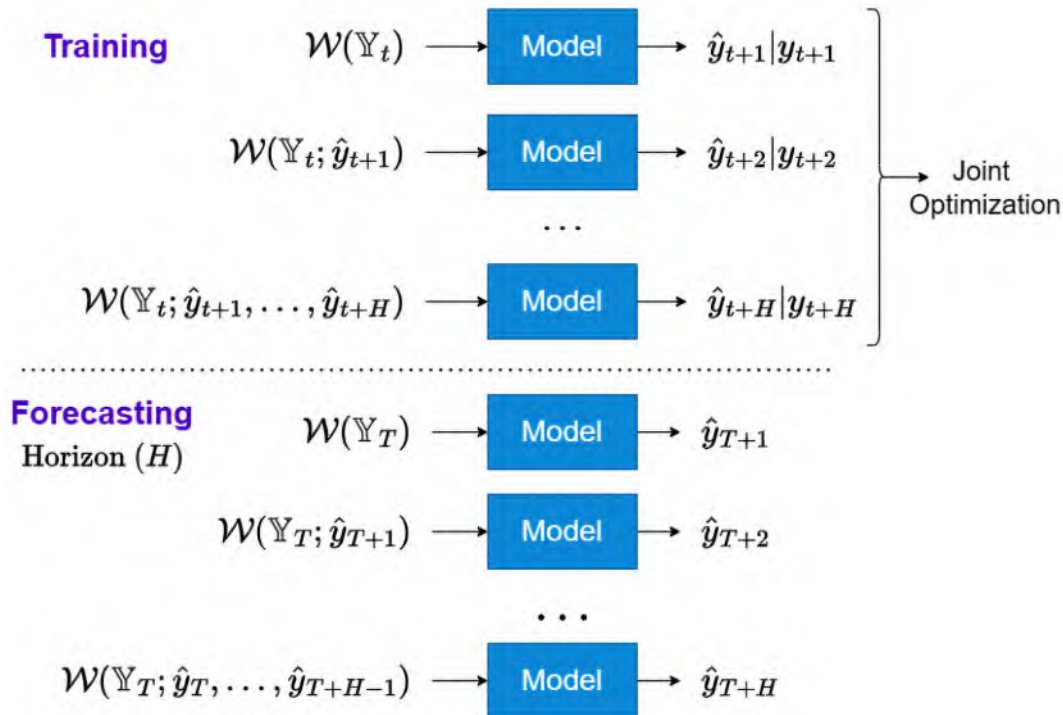 Training
𝒲(𝕐_t) Model ŷ_{t+1}|y_{t+1}
𝒲(𝕐_t; ŷ_{t+1}) Model ŷ_{t+2}|y_{t+2}
Joint
Optimization
...
𝒲(𝕐_t; ŷ_{t+1}, ..., ŷ_{t+H}) Model ŷ_{t+H}|y_{t+H}
Forecasting
Horizon (H)
𝒲(𝕐_T) Model ŷ_{T+1}
𝒲(𝕐_T; ŷ_{T+1}) Model ŷ_{T+2}
...
𝒲(𝕐_T; ŷ_T, ..., ŷ_{T+H−1}) Model ŷ_{T+H}